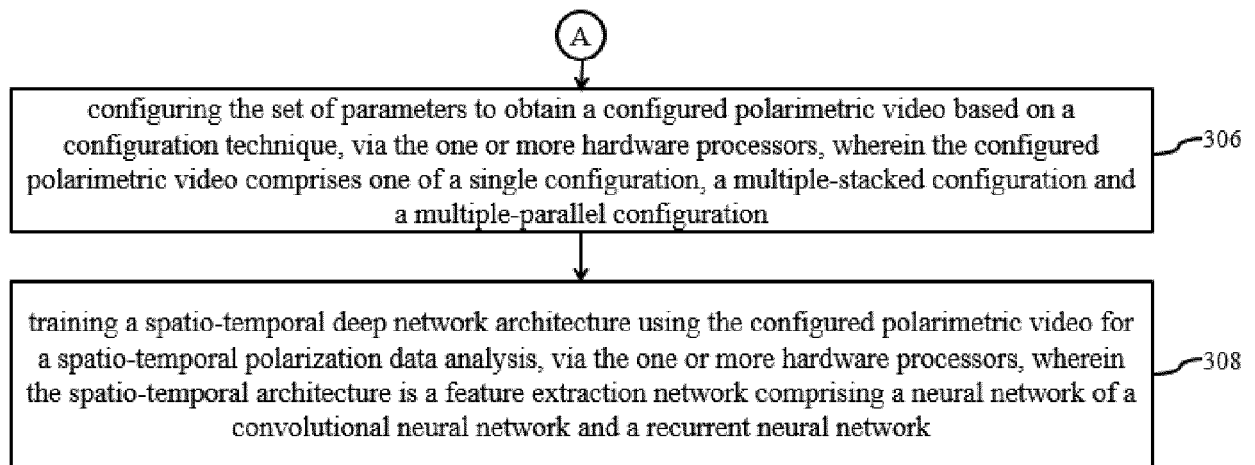 A
configuring the set of parameters to obtain a configured polarimetric video based on a
configuration technique, via the one or more hardware processors, wherein the configured
polarimetric video comprises one of a single configuration, a multiple-stacked configuration and
a multiple-parallel configuration
306
training a spatio-temporal deep network architecture using the configured polarimetric video for
a spatio-temporal polarization data analysis, via the one or more hardware processors, wherein
the spatio-temporal architecture is a feature extraction network comprising a neural network of a
convolutional neural network and a recurrent neural network
308